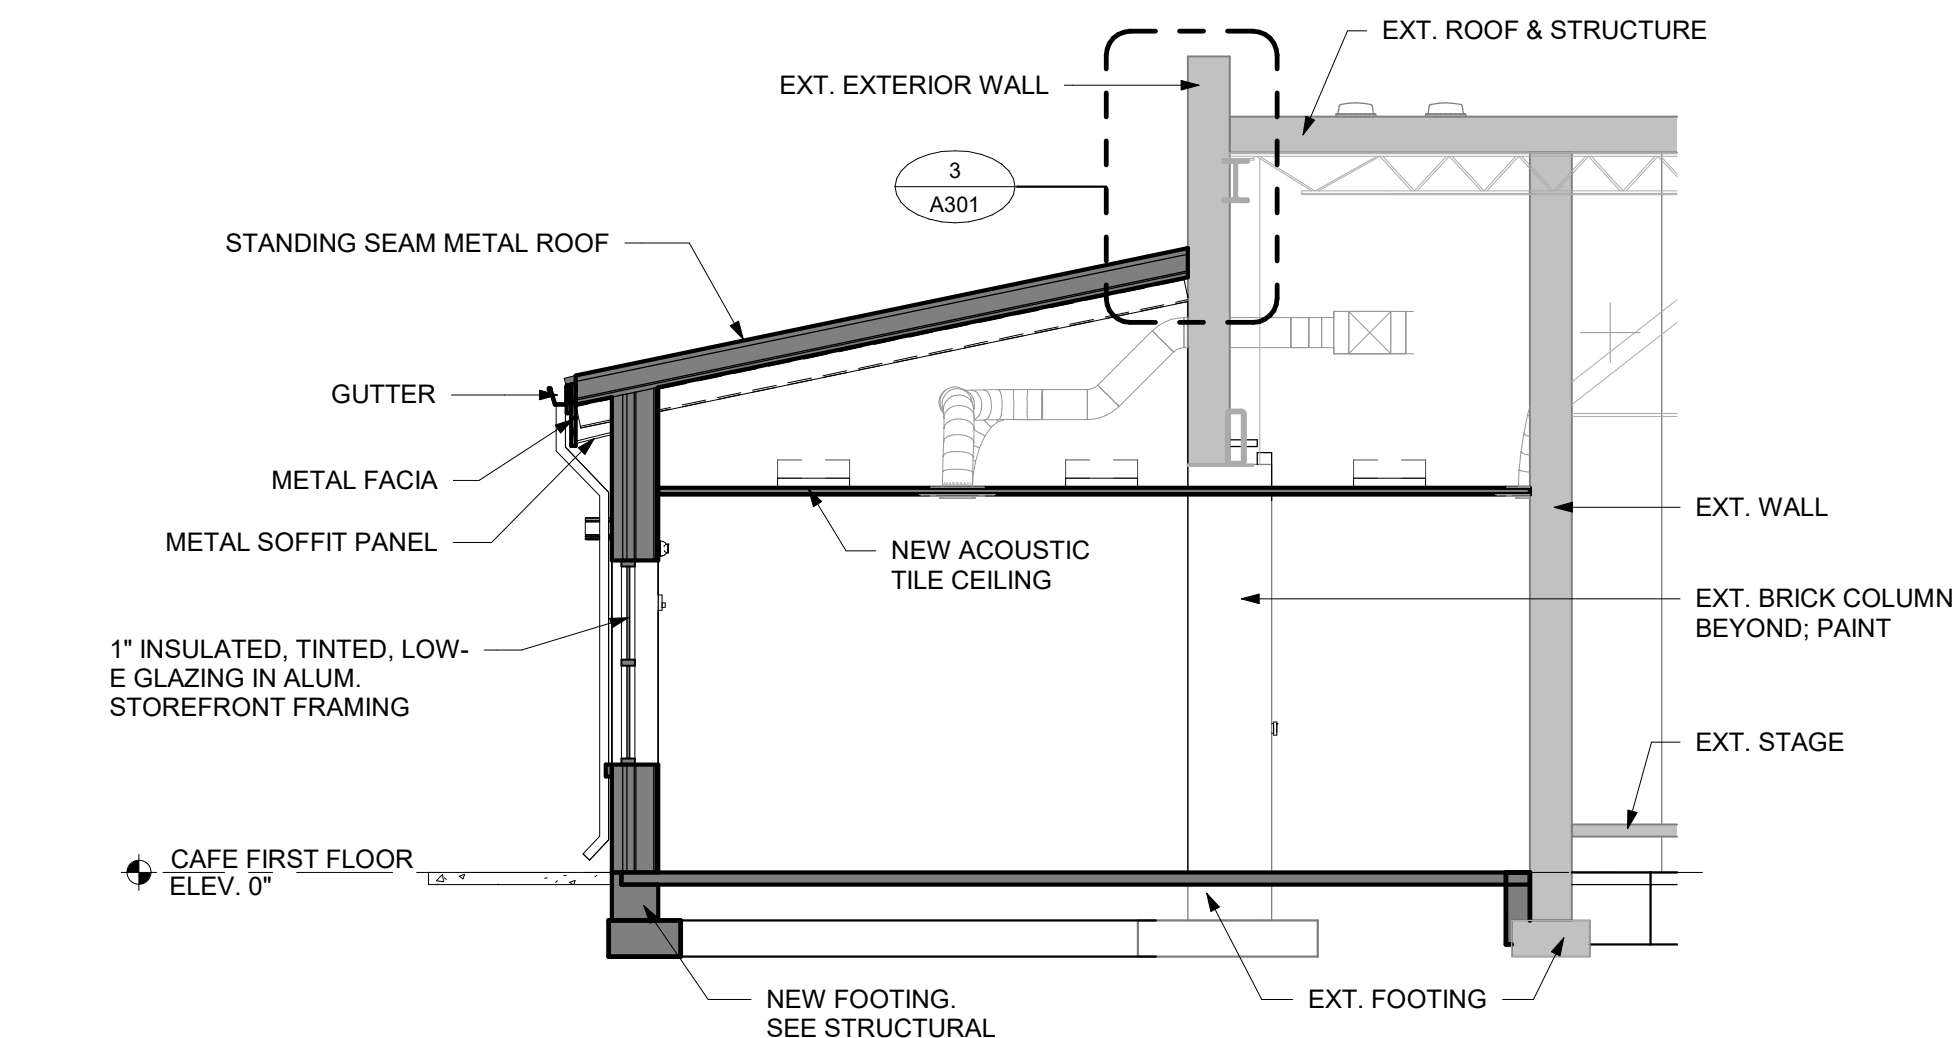 EXT. ROOF & STRUCTURE
EXT. EXTERIOR WALL
3
A301
STANDING SEAM METAL ROOF
GUTTER
METAL FACIA
METAL SOFFIT PANEL
NEW ACOUSTIC
TILE CEILING
EXT. WALL
EXT. BRICK COLUMN
BEYOND; PAINT
1" INSULATED, TINTED, LOW-
E GLAZING IN ALUM.
STOREFRONT FRAMING
EXT. STAGE
CAFE FIRST FLOOR
ELEV. 0"
NEW FOOTING.
SEE STRUCTURAL
EXT. FOOTING